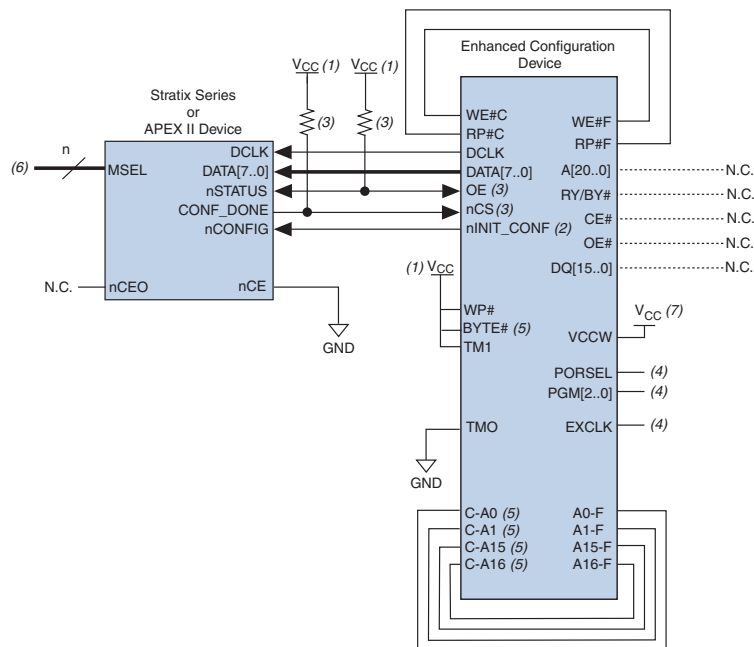 Enhanced Configuration
Device
VCC (1)
VCC (1)
Stratix Series
or
APEX II Device
(3)
(3)
n
(6)
MSEL
DCLK
DATA[7..0]
nSTATUS
CONF_DONE
nCONFIG
N.C.
nCEO
nCE
GND
WE#C
RP#C
DCLK
DATA[7..0]
OE (3)
nCS (3)
nINIT_CONF (2)
(1) VCC
WP#
BYTE# (5)
TM1
TMO
GND
C-A0 (5)
C-A1 (5)
C-A15 (5)
C-A16 (5)
WE#F
RP#F
A[20..0]
N.C.
RY/BY#
N.C.
CE#
N.C.
OE#
N.C.
DQ[15..0]
N.C.
VCC (7)
VCCW
PORSEL
(4)
PGM[2..0]
(4)
EXCLK
(4)
A0-F
A1-F
A15-F
A16-F